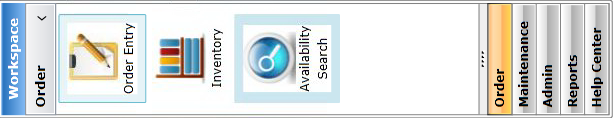 Workspace
Order
Order Entry
Inventory
Availability
Search
Order
Maintenance
Admin
Reports
Help Center